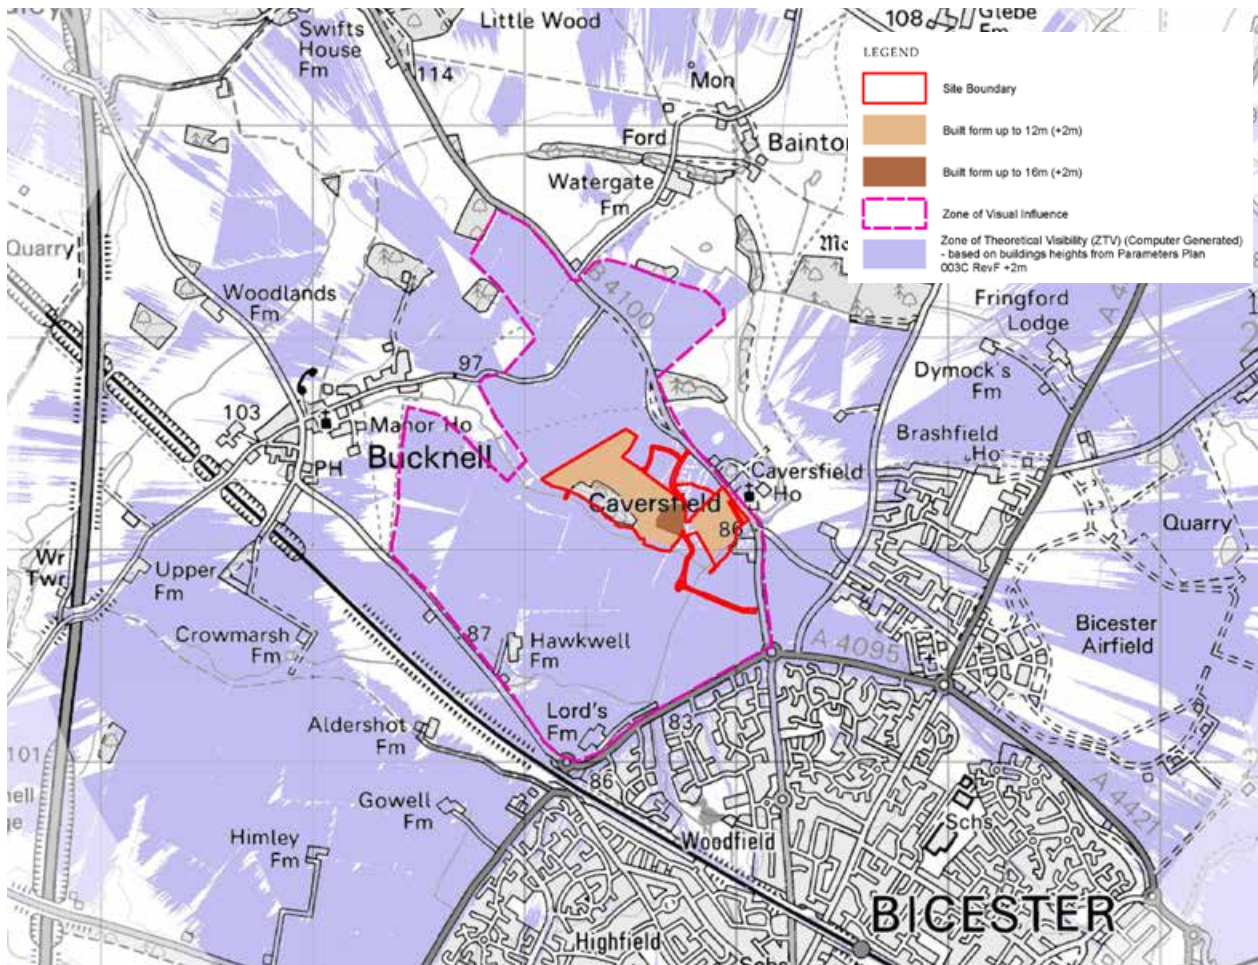 Swifts
House
Fm
Little Wood
108
Glebe
Fm
114
Mon
Ford
Watergate
Fm
LEGEND
Site Boundary
Built form up to 12m (+2m)
Built form up to 16m (+2m)
Zone of Visual Influence
Zone of Theoretical Visibility (ZTV) (Computer Generated)
- based on buildings heights from Parameters Plan
003C RevF +2m
Quarry
Woodlands
Fm
B 4100
Fringford
Lodge
97
Dymock's
Fm
103
Manor Ho
Bucknell
PH
Brashfield
Ho
Caversfield
Ho
Caversfield
86
Quarry
Wr
Twr
Upper
Fm
Crowmarsh
Fm
87
Hawkwell
Fm
A 4095
Bicester
Airfield
Aldershot
Fm
Lord's
Fm
83
101
86
Gowell
Fm
Himley
Fm
Woodfield
Schs
A 4421
BICESTER
Highfield
Schs